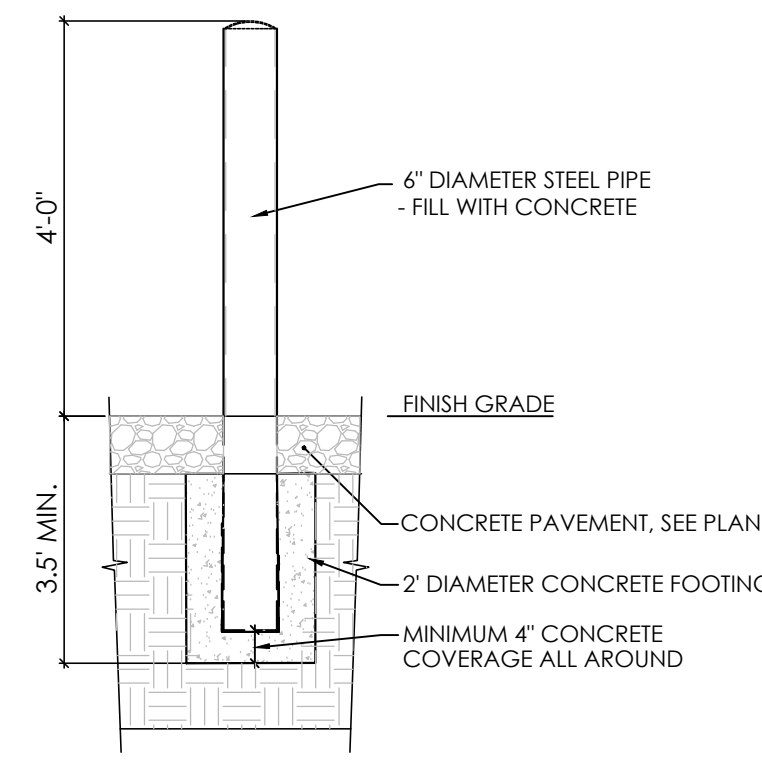 4'-0"
6" DIAMETER STEEL PIPE
- FILL WITH CONCRETE
FINISH GRADE
3.5' MIN.
CONCRETE PAVEMENT, SEE PLAN
2' DIAMETER CONCRETE FOOTING
MINIMUM 4" CONCRETE
COVERAGE ALL AROUND